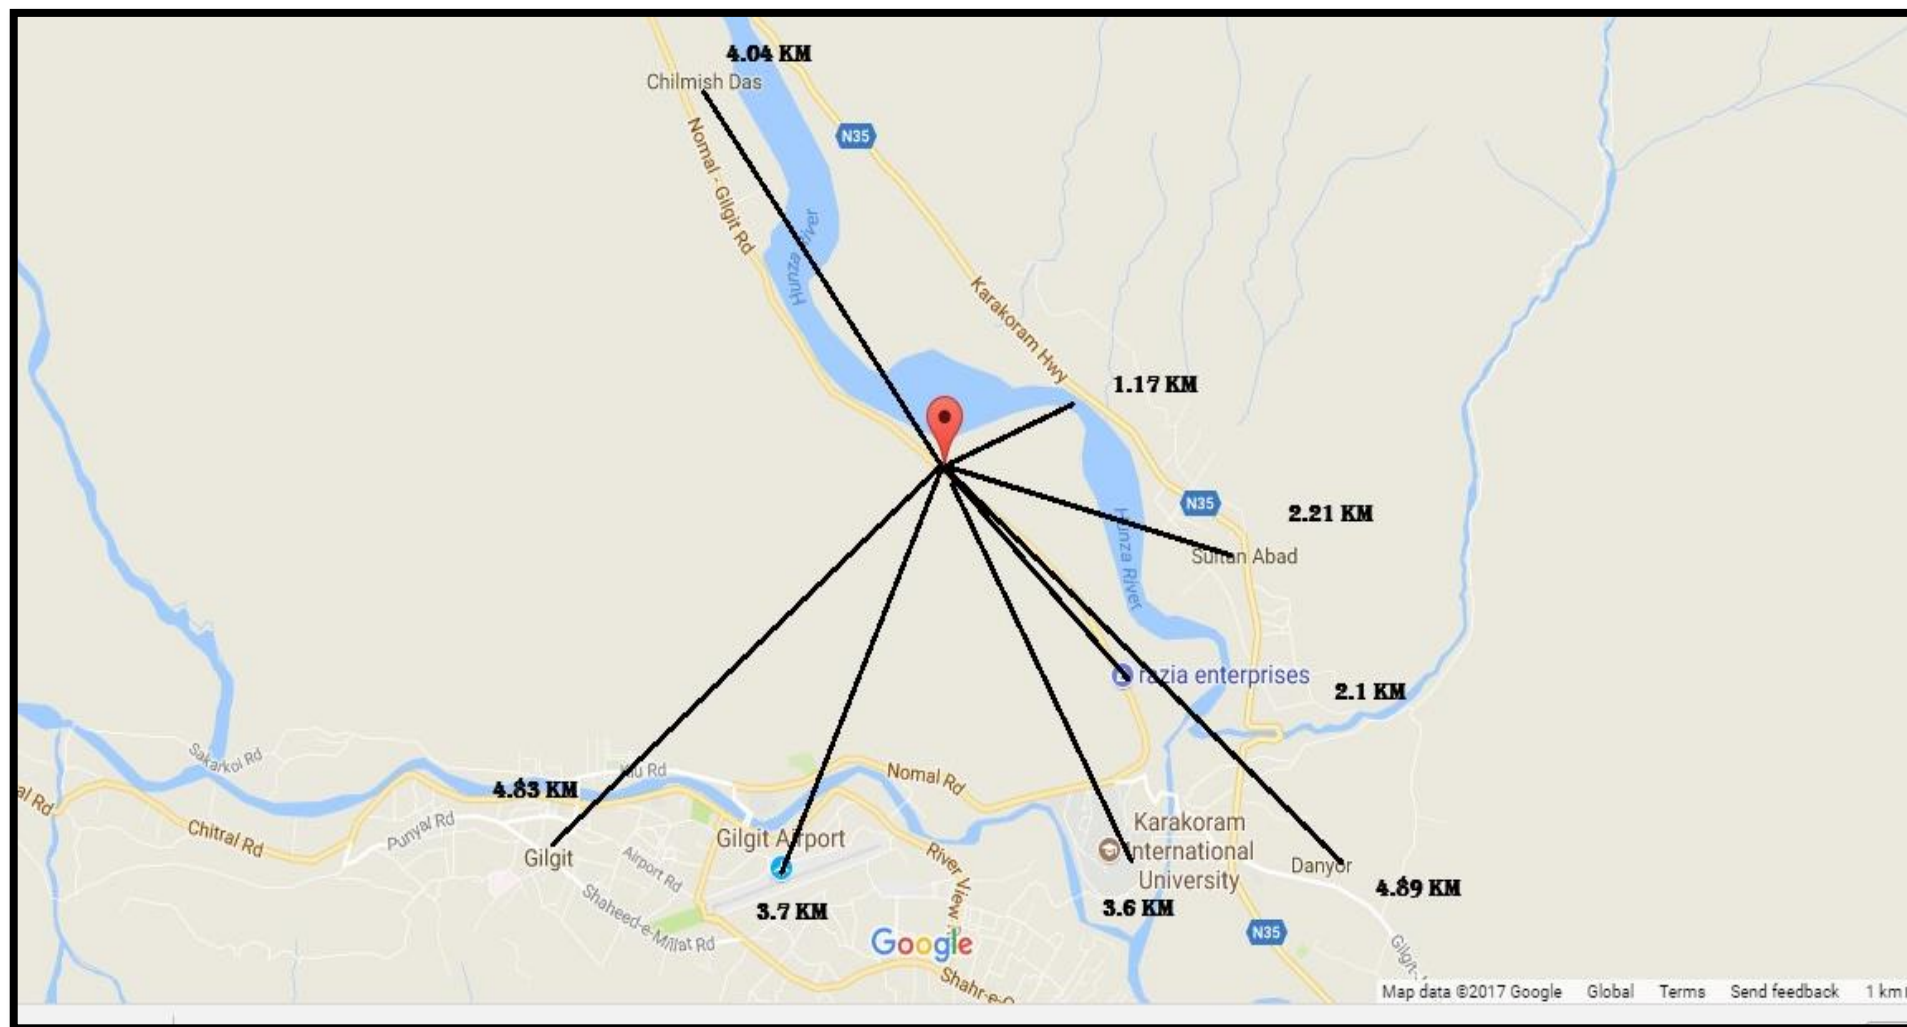 4.04 KM
Chilmish Das
N35
Nomal - Gilgit Rd
Hunza River
Karakoram Hwy
1.17 KM
N35
2.21 KM
Sultan Abad
Hunza River
razia enterprises
2.1 KM
Sakarkoi Rd
al Rd
Chitral Rd
Punyal Rd
4.83 KM
Kiu Rd
Nomal Rd
Gilgit
Airport Rd
Gilgit Airport
River View
Karakoram
International
University
Danyor
4.89 KM
Shaheed-e-Millat Rd
3.7 KM
3.6 KM
Google
N35
Gilgit-
Shahr-e-
Map data ©2017 Google Global Terms Send feedback 1 km